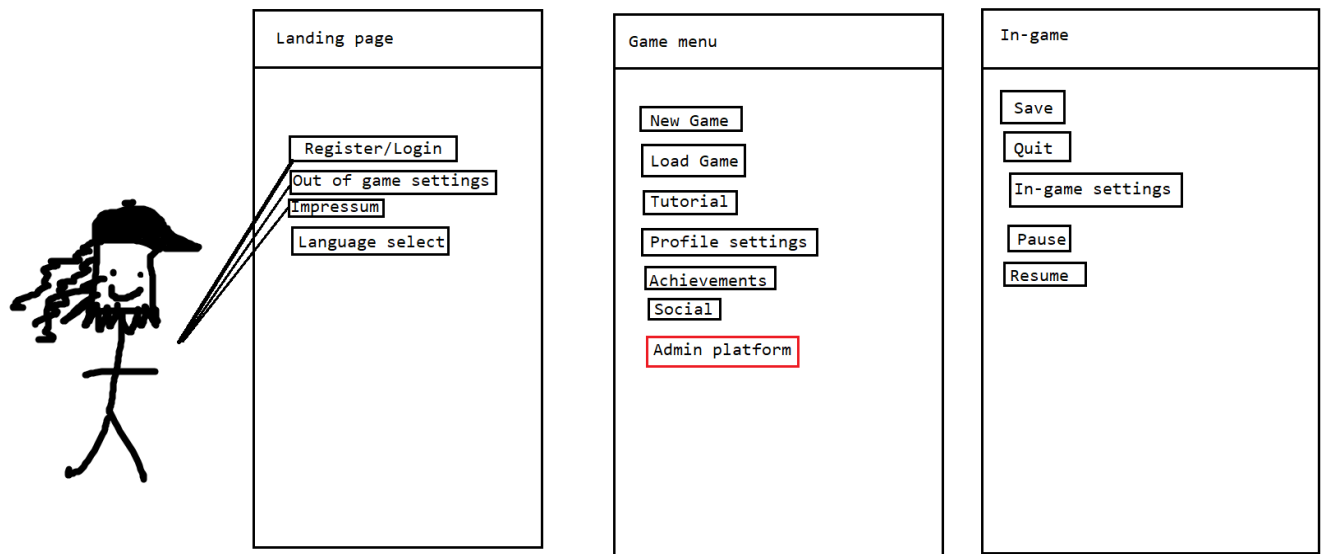 Landing page
Register/Login
Out of game settings
Impressum
Language select
Game menu
New Game
Load Game
Tutorial
Profile settings
Achievements
Social
Admin platform
In-game
Save
Quit
In-game settings
Pause
Resume